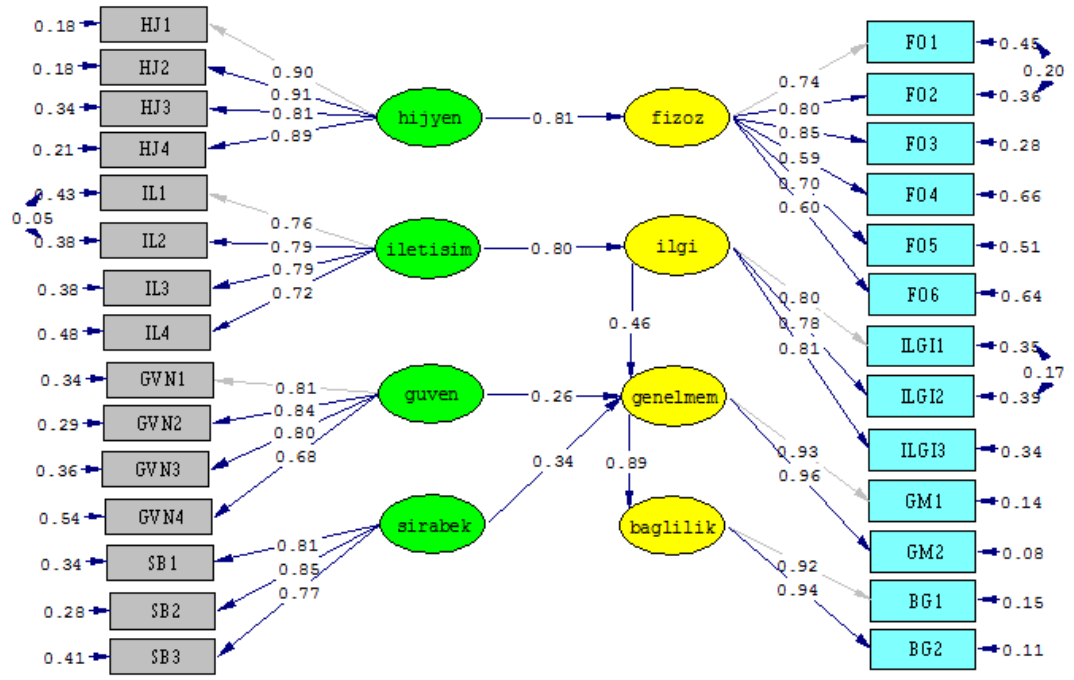 0.18 HJ1
0.18 HJ2
0.34 HJ3
0.21 HJ4
0.43 IL1
0.05
0.38 IL2
0.38 IL3
0.48 IL4
0.34 GVN1
0.29 GVN2
0.36 GVN3
0.54 GVN4
0.34 SB1
0.28 SB2
0.41 SB3
0.90
0.91
0.81
0.89
0.76
0.79
0.79
0.72
0.81
0.84
0.80
0.68
0.81
0.85
0.77
hijyen
iletisim
guven
sirabek
0.81
0.80
0.46
0.26
0.34
0.89
fizoz
ilgi
genelmem
baglilik
0.74
0.80
0.85
0.59
0.70
0.60
0.80
0.78
0.81
0.93
0.96
0.92
0.94
FO1 0.45
0.20
FO2 0.36
FO3 0.28
FO4 0.66
FO5 0.51
FO6 0.64
ILGI1 0.35
0.17
ILGI2 0.39
ILGI3 0.34
GM1 0.14
GM2 0.08
BG1 0.15
BG2 0.11